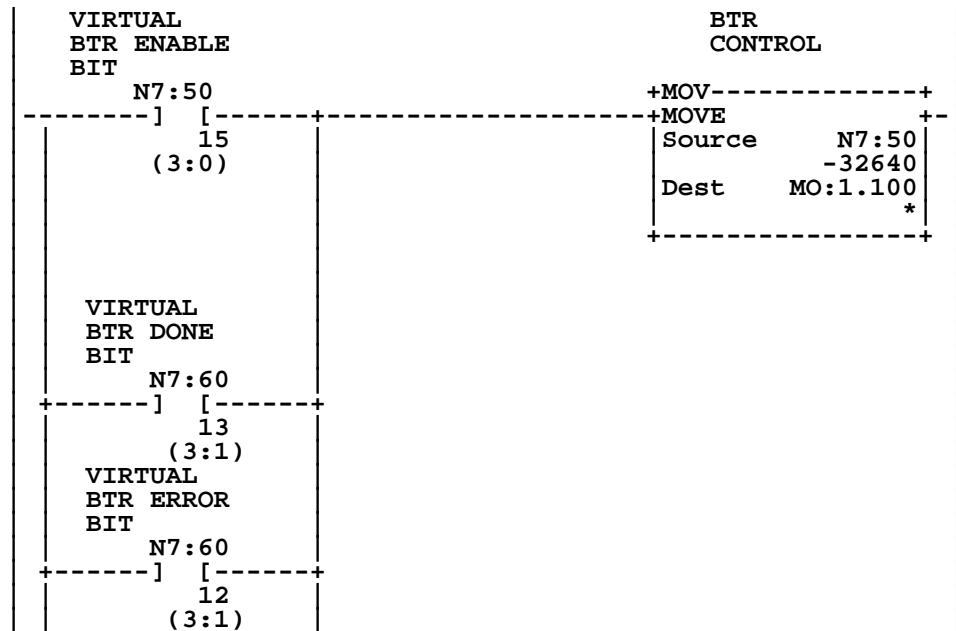 VIRTUAL BTR
BTR ENABLE CONTROL
BIT
N7:50 +MOV-------------+
--------] [------+--------------------+MOVE +-
15 Source N7:50
(3:0) -32640
Dest MO:1.100
*
+----------------+
VIRTUAL
BTR DONE
BIT
N7:60
+------] [------+
13
(3:1)
VIRTUAL
BTR ERROR
BIT
N7:60
+------] [------+
12
(3:1)